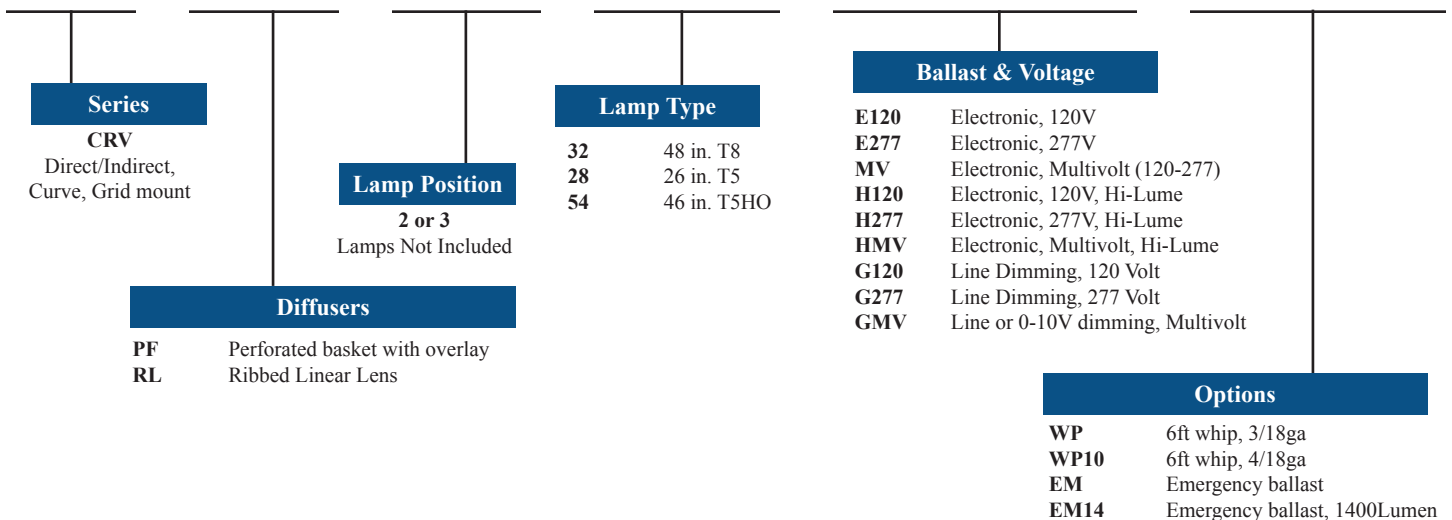 Series
CRV
Direct/Indirect,
Curve, Grid mount
Diffusers
PF Perforated basket with overlay
RL Ribbed Linear Lens
Lamp Position
2 or 3
Lamps Not Included
Lamp Type
32 48 in. T8
28 26 in. T5
54 46 in. T5HO
Ballast & Voltage
E120 Electronic, 120V
E277 Electronic, 277V
MV Electronic, Multivolt (120-277)
H120 Electronic, 120V, Hi-Lume
H277 Electronic, 277V, Hi-Lume
HMV Electronic, Multivolt, Hi-Lume
G120 Line Dimming, 120 Volt
G277 Line Dimming, 277 Volt
GMV Line or 0-10V dimming, Multivolt
Options
WP 6ft whip, 3/18ga
WP10 6ft whip, 4/18ga
EM Emergency ballast
EM14 Emergency ballast, 1400Lumen